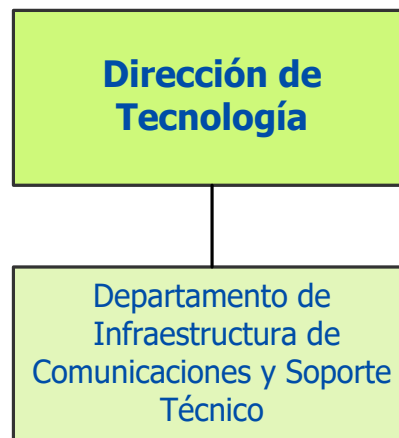 Dirección de
Tecnología
Departamento de
Infraestructura de
Comunicaciones y Soporte
Técnico